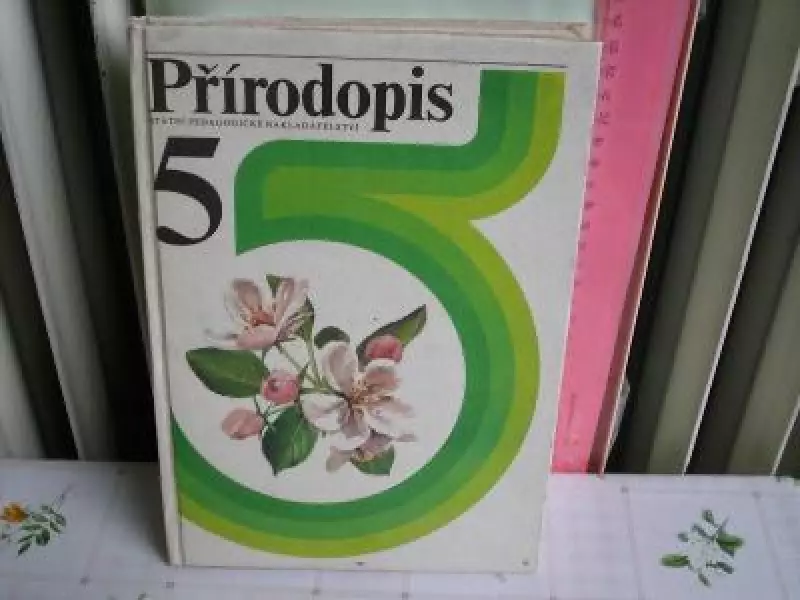 Přírodopis
STÁTNÍ PEDAGOGICKÉ NAKLADATELSTVÍ
5